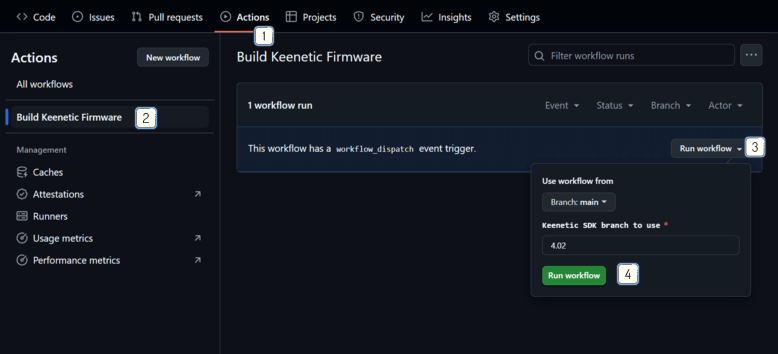 Code Issues Pull requests Actions Projects Security Insights Settings
1
Actions New workflow
Build Keenetic Firmware
Filter workflow runs
All workflows
Build Keenetic Firmware 2
Management
Caches
Attestations
Runners
Usage metrics
Performance metrics
1 workflow run Event Status Branch Actor
This workflow has a workflow_dispatch event trigger. Run workflow 3
Use workflow from
Branch: main
Keenetic SDK branch to use *
4.02
Run workflow 4